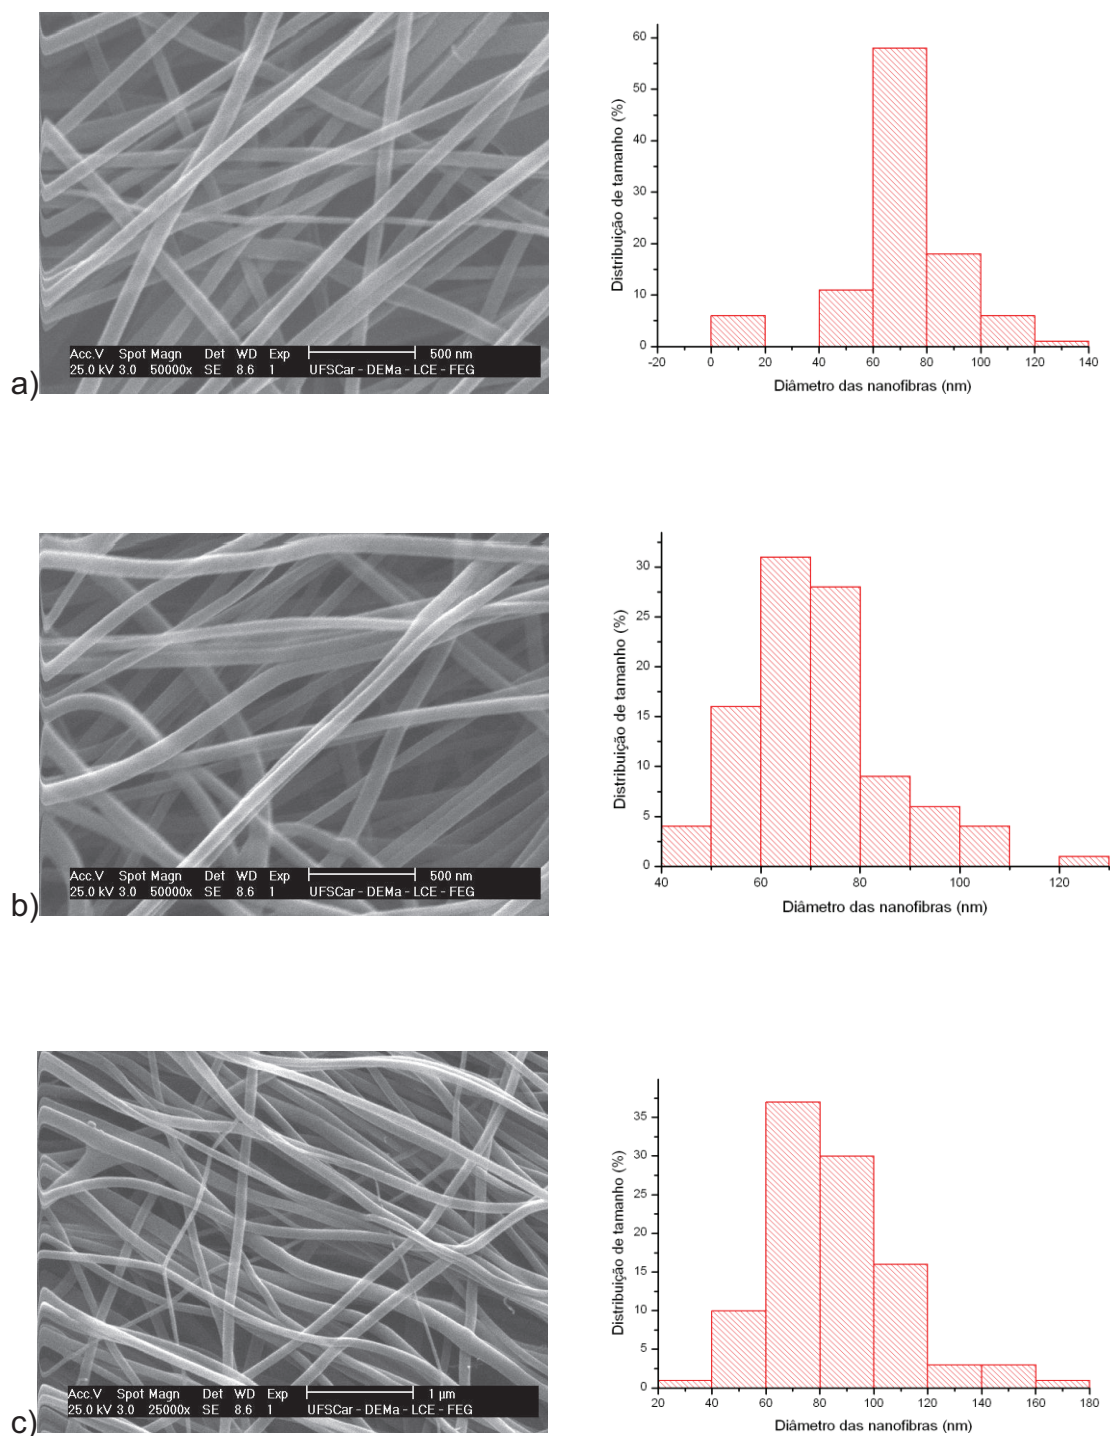 a)
Acc.V Spot Magn Det WD Exp 500 nm
25.0 kV 3.0 50000x SE 8.6 1 UFSCar - DEMa - LCE - FEG
Distribuição de tamanho (%)
60
50
40
30
20
10
0
-20 0 20 40 60 80 100 120 140
Diâmetro das nanofibras (nm)
b)
Acc.V Spot Magn Det WD Exp 500 nm
25.0 kV 3.0 50000x SE 8.6 1 UFSCar - DEMa - LCE - FEG
Distribuição de tamanho (%)
30
25
20
15
10
5
0
40 60 80 100 120
Diâmetro das nanofibras (nm)
c)
Acc.V Spot Magn Det WD Exp 1 µm
25.0 kV 3.0 25000x SE 8.6 1 UFSCar - DEMa - LCE - FEG
Distribuição de tamanho (%)
35
30
25
20
15
10
5
0
20 40 60 80 100 120 140 160 180
Diâmetro das nanofibras (nm)